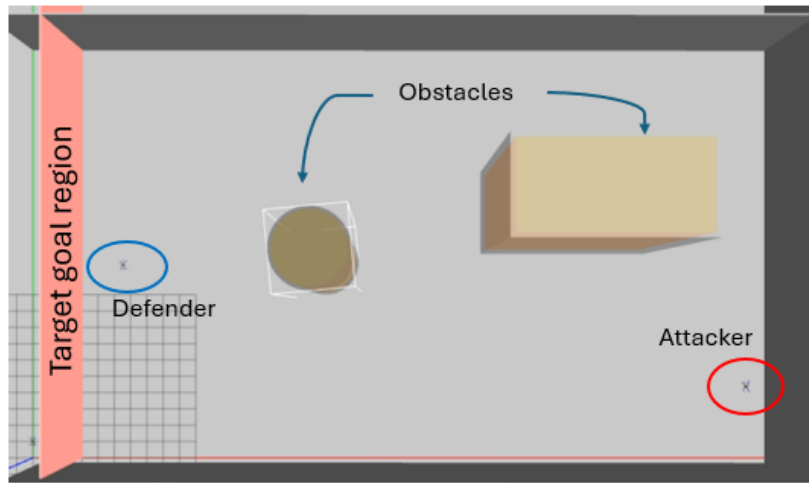 Obstacles
Target goal region
Defender
Attacker